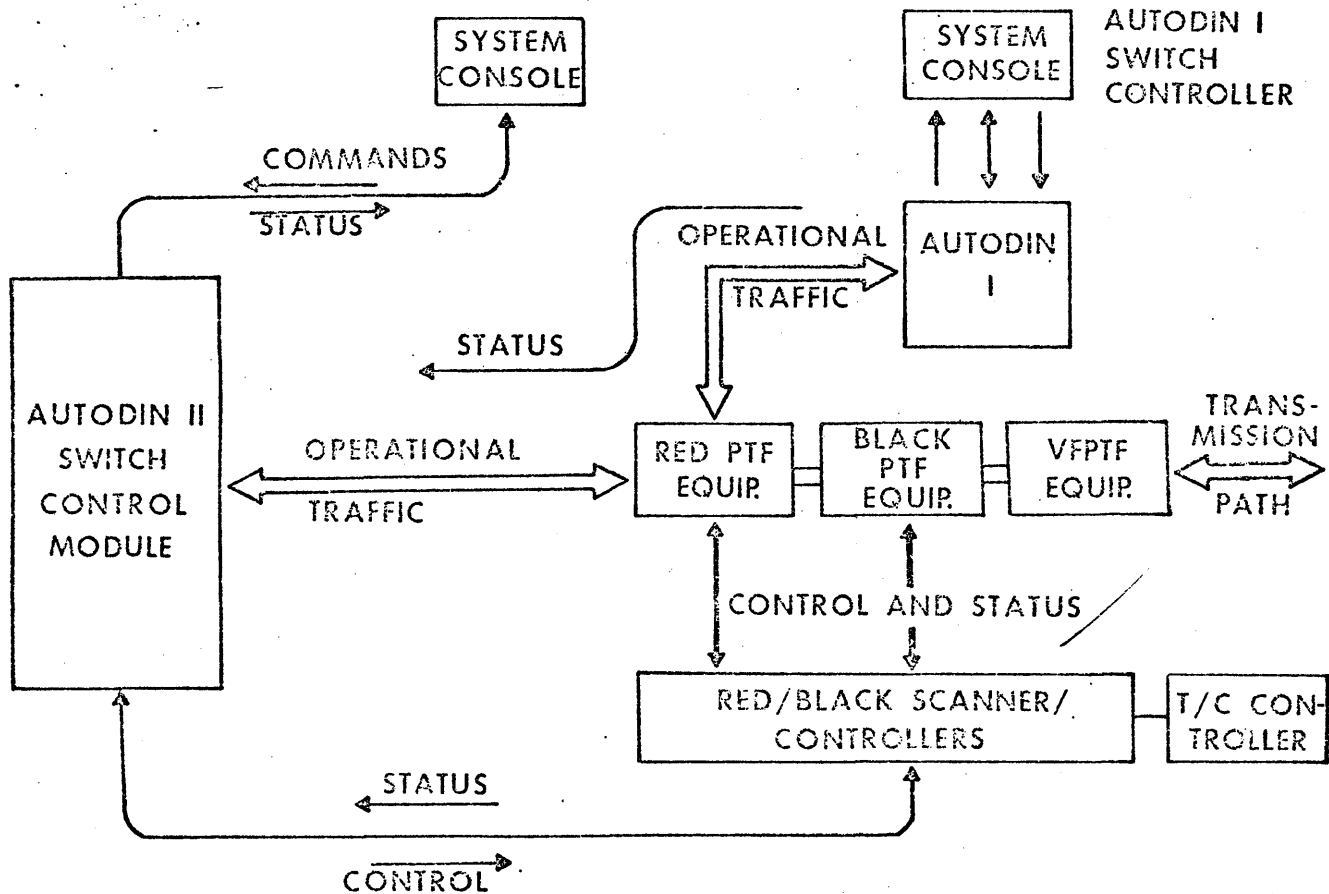 SYSTEM
CONSOLE
SYSTEM
CONSOLE
AUTODIN I
SWITCH
CONTROLLER
COMMANDS
STATUS
OPERATIONAL
TRAFFIC
AUTODIN
I
STATUS
AUTODIN II
SWITCH
CONTROL
MODULE
OPERATIONAL
TRAFFIC
RED PTF
EQUIP.
BLACK
PTF
EQUIP.
VFPTF
EQUIP.
TRANS-
MISSION
PATH
CONTROL AND STATUS
RED/BLACK SCANNER/
CONTROLLERS
T/C CON-
TROLLER
STATUS
CONTROL